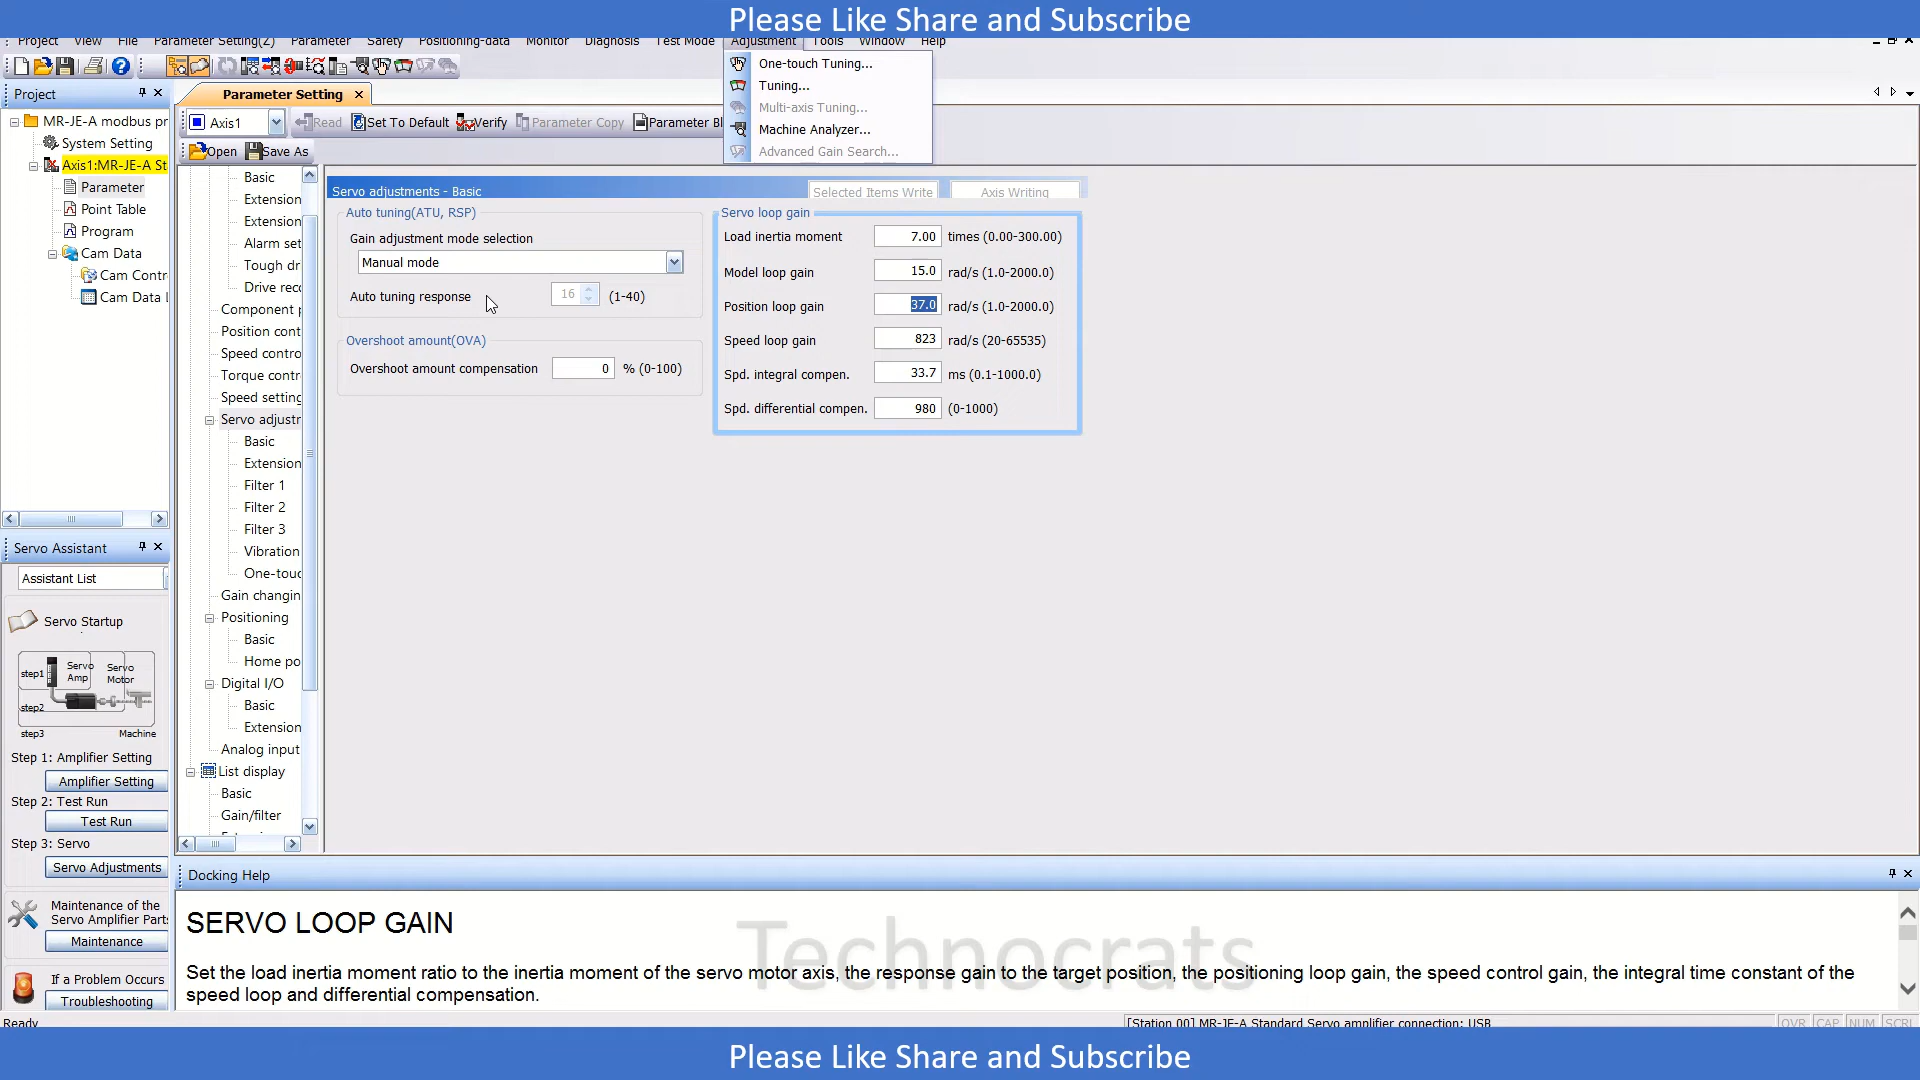 Please Like Share and Subscribe
Project View File Parameter Setting(Z) Parameter Safety Positioning-data Monitor Diagnosis Test Mode Adjustment Tools Window Help
One-touch Tuning...
Tuning...
Multi-axis Tuning...
Machine Analyzer...
Advanced Gain Search...
Project
MR-JE-A modbus pr
System Setting
Axis1:MR-JE-A St
Parameter
Point Table
Program
Cam Data
Cam Contr
Cam Data L
Parameter Setting
Axis1 Read Set To Default Verify Parameter Copy Parameter Bl
Open Save As
Basic
Extension
Extension
Alarm set
Tough dr
Drive reco
Component p
Position cont
Speed contro
Torque contr
Speed setting
Servo adjustr
Basic
Extension
Filter 1
Filter 2
Filter 3
Vibration
One-touc
Gain changin
Positioning
Basic
Home po
Digital I/O
Basic
Extension
Analog input
List display
Basic
Gain/filter
Servo adjustments - Basic Selected Items Write Axis Writing
Auto tuning(ATU, RSP)
Gain adjustment mode selection
Manual mode
Auto tuning response 16 (1-40)
Overshoot amount(OVA)
Overshoot amount compensation 0 % (0-100)
Servo loop gain
Load inertia moment 7.00 times (0.00-300.00)
Model loop gain 15.0 rad/s (1.0-2000.0)
Position loop gain 37.0 rad/s (1.0-2000.0)
Speed loop gain 823 rad/s (20-65535)
Spd. integral compen. 33.7 ms (0.1-1000.0)
Spd. differential compen. 980 (0-1000)
Servo Assistant
Assistant List
Servo Startup
step1 Servo Amp Servo Motor
step2
step3 Machine
Step 1: Amplifier Setting
Amplifier Setting
Step 2: Test Run
Test Run
Step 3: Servo
Servo Adjustments
Maintenance of the
Servo Amplifier Parts
Maintenance
If a Problem Occurs
Troubleshooting
Docking Help
SERVO LOOP GAIN
Set the load inertia moment ratio to the inertia moment of the servo motor axis, the response gain to the target position, the positioning loop gain, the speed control gain, the integral time constant of the
speed loop and differential compensation.
Technocrats
Ready [Station 00] MR-JE-A Standard Servo amplifier connection: USB OVR CAP NUM SCRL
Please Like Share and Subscribe